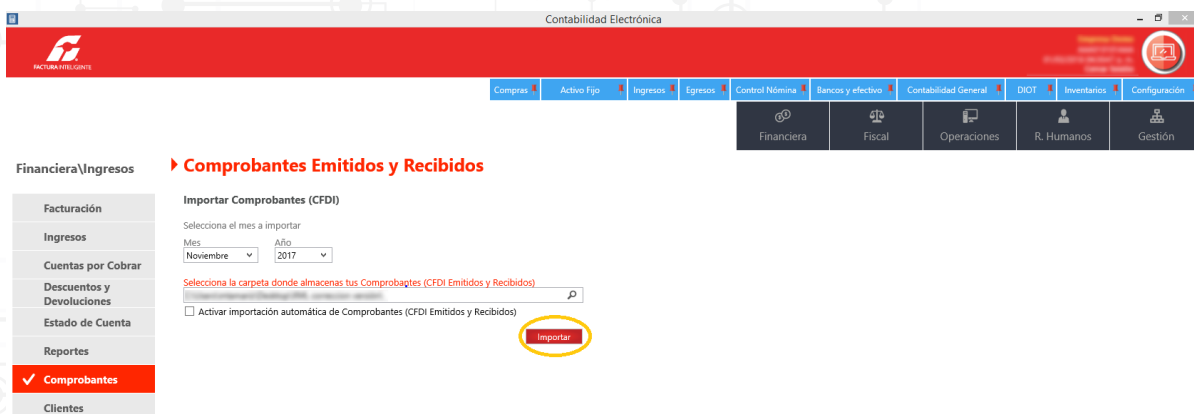 Contabilidad Electrónica
FACTURA INTELIGENTE
Compras Activo Fijo Ingresos Egresos Control Nómina Bancos y efectivo Contabilidad General DIOT Inventarios Configuración
Financiera Fiscal Operaciones R. Humanos Gestión
Financiera\Ingresos
Comprobantes Emitidos y Recibidos
Importar Comprobantes (CFDI)
Facturación
Selecciona el mes a importar
Ingresos
Mes Año
Noviembre 2017
Cuentas por Cobrar
Selecciona la carpeta donde almacenas tus Comprobantes (CFDI Emitidos y Recibidos)
Descuentos y
Devoluciones
Activar importación automática de Comprobantes (CFDI Emitidos y Recibidos)
Estado de Cuenta
Importar
Reportes
Comprobantes
Clientes